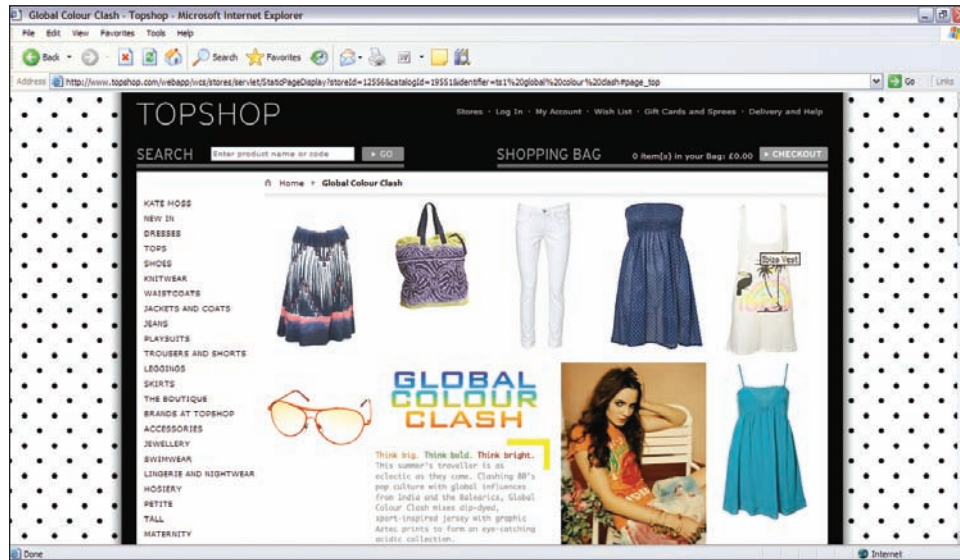 Global Colour Clash - Topshop - Microsoft Internet Explorer
File Edit View Favorites Tools Help
Back Search Favorites
Address http://www.topshop.com/webapp/wcs/stores/servlet/StaticPageDisplay?storeId=12556&catalogId=19551&identifier=ts1%20global%20colour%20clash#page_top Go Links
TOPSHOP
Stores · Log In · My Account · Wish List · Gift Cards and Sprees · Delivery and Help
SEARCH Enter product name or code GO SHOPPING BAG 0 item(s) in your Bag: £0.00 CHECKOUT
Home Global Colour Clash
KATE MOSS
NEW IN
DRESSES
TOPS
SHOES
KNITWEAR
WAISTCOATS
JACKETS AND COATS
JEANS
PLAYSUITS
TROUSERS AND SHORTS
LEGGINGS
SKIRTS
THE BOUTIQUE
BRANDS AT TOPSHOP
ACCESSORIES
JEWELLERY
SWIMWEAR
LINGERIE AND NIGHTWEAR
HOSIERY
PETITE
TALL
MATERNITY
Ibiza Vest
GLOBAL
COLOUR
CLASH
Think big. Think bold. Think bright.
This summer's traveller is as
eclectic as they come. Clashing 80's
pop culture with global influences
from India and the Balearics, Global
Colour Clash mixes dip-dyed,
sport-inspired jersey with graphic
Aztec prints to form an eye-catching
acidic collection.
Done Internet